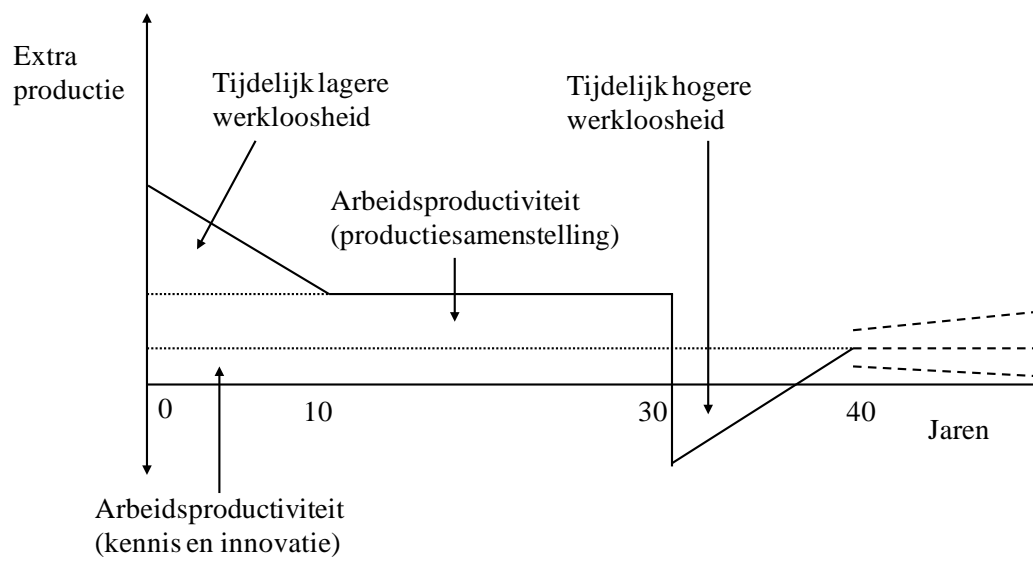 Extra
productie
Tijdelijk lagere
werkloosheid
Tijdelijk hogere
werkloosheid
Arbeidsproductiviteit
(productiesamenstelling)
0
10
30
40
Jaren
Arbeidsproductiviteit
(kennis en innovatie)